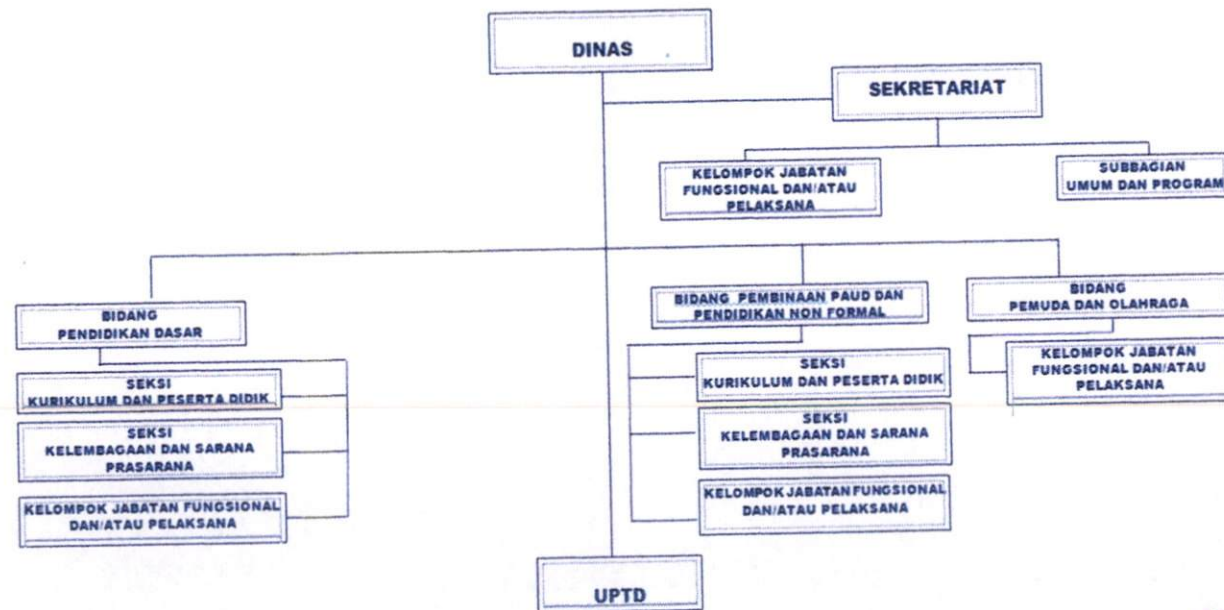 DINAS
SEKRETARIAT
KELOMPOK JABATAN
FUNGSIONAL DAN/ATAU
PELAKSANA
SUBBAGIAN
UMUM DAN PROGRAM
BIDANG
PENDIDIKAN DASAR
SEKSI
KURIKULUM DAN PESERTA DIDIK
SEKSI
KELEMBAGAAN DAN SARANA
PRASARANA
KELOMPOK JABATAN FUNGSIONAL
DAN/ATAU PELAKSANA
BIDANG PEMBINAAN PAUD DAN
PENDIDIKAN NON FORMAL
SEKSI
KURIKULUM DAN PESERTA DIDIK
SEKSI
KELEMBAGAAN DAN SARANA
PRASARANA
KELOMPOK JABATAN FUNGSIONAL
DAN/ATAU PELAKSANA
BIDANG
PEMUDA DAN OLAHRAGA
KELOMPOK JABATAN
FUNGSIONAL DAN/ATAU
PELAKSANA
UPTD